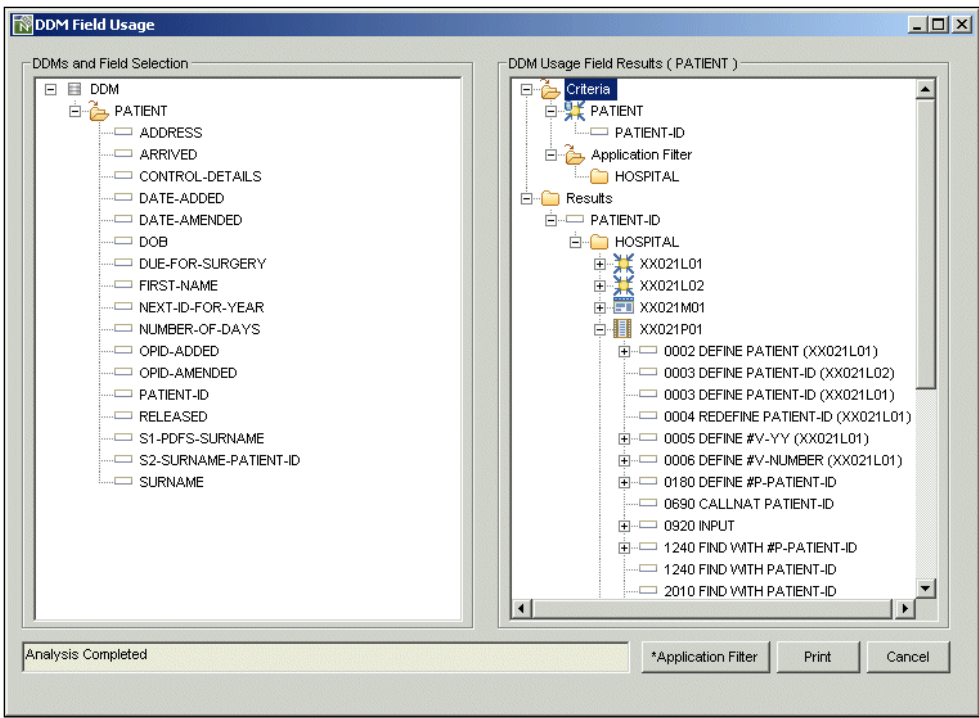 DDM Field Usage
DDMs and Field Selection
DDM
PATIENT
ADDRESS
ARRIVED
CONTROL-DETAILS
DATE-ADDED
DATE-AMENDED
DOB
DUE-FOR-SURGERY
FIRST-NAME
NEXT-ID-FOR-YEAR
NUMBER-OF-DAYS
OPID-ADDED
OPID-AMENDED
PATIENT-ID
RELEASED
S1-PDFS-SURNAME
S2-SURNAME-PATIENT-ID
SURNAME
DDM Usage Field Results ( PATIENT )
Criteria
PATIENT
PATIENT-ID
Application Filter
HOSPITAL
Results
PATIENT-ID
HOSPITAL
XX021L01
XX021L02
XX021M01
XX021P01
0002 DEFINE PATIENT (XX021L01)
0003 DEFINE PATIENT-ID (XX021L02)
0003 DEFINE PATIENT-ID (XX021L01)
0004 REDEFINE PATIENT-ID (XX021L01)
0005 DEFINE #V-YY (XX021L01)
0006 DEFINE #V-NUMBER (XX021L01)
0180 DEFINE #P-PATIENT-ID
0690 CALLNAT PATIENT-ID
0920 INPUT
1240 FIND WITH #P-PATIENT-ID
1240 FIND WITH PATIENT-ID
2010 FIND WITH PATIENT-ID
Analysis Completed
*Application Filter
Print
Cancel